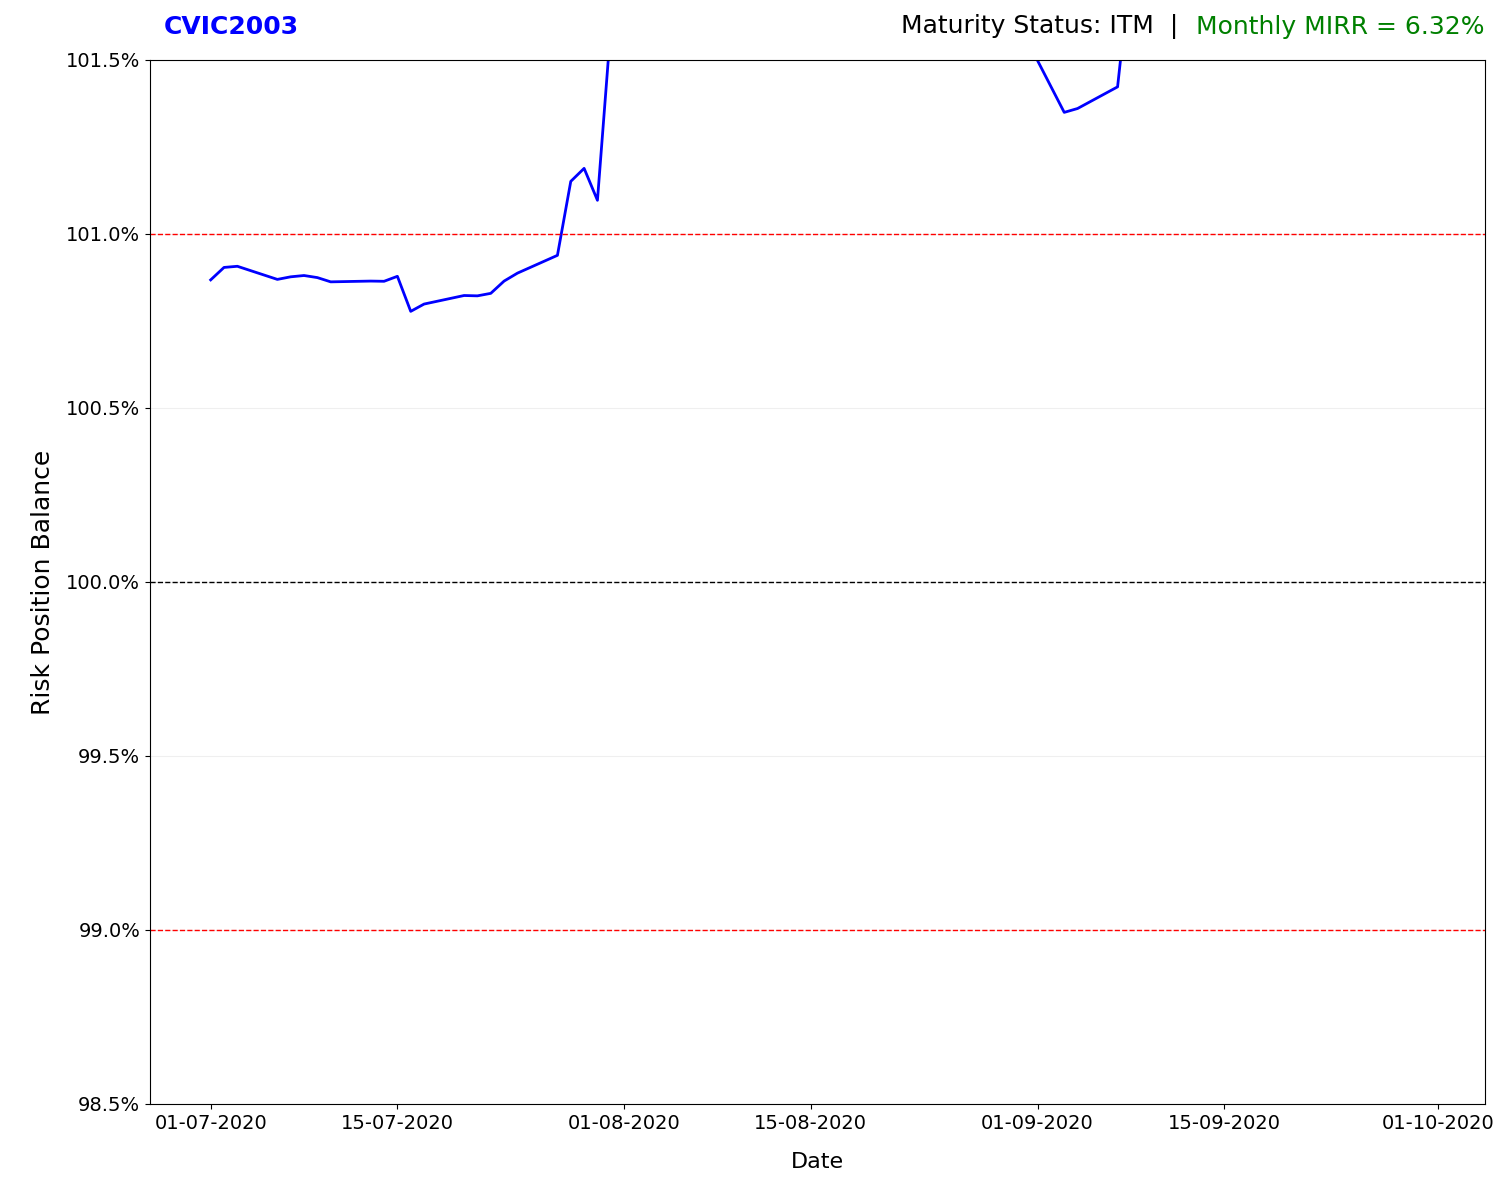 CVIC2003
Maturity Status: ITM | Monthly MIRR = 6.32%
101.5%
101.0%
100.5%
100.0%
99.5%
99.0%
98.5%
Risk Position Balance
01-07-2020 15-07-2020 01-08-2020 15-08-2020 01-09-2020 15-09-2020 01-10-2020
Date